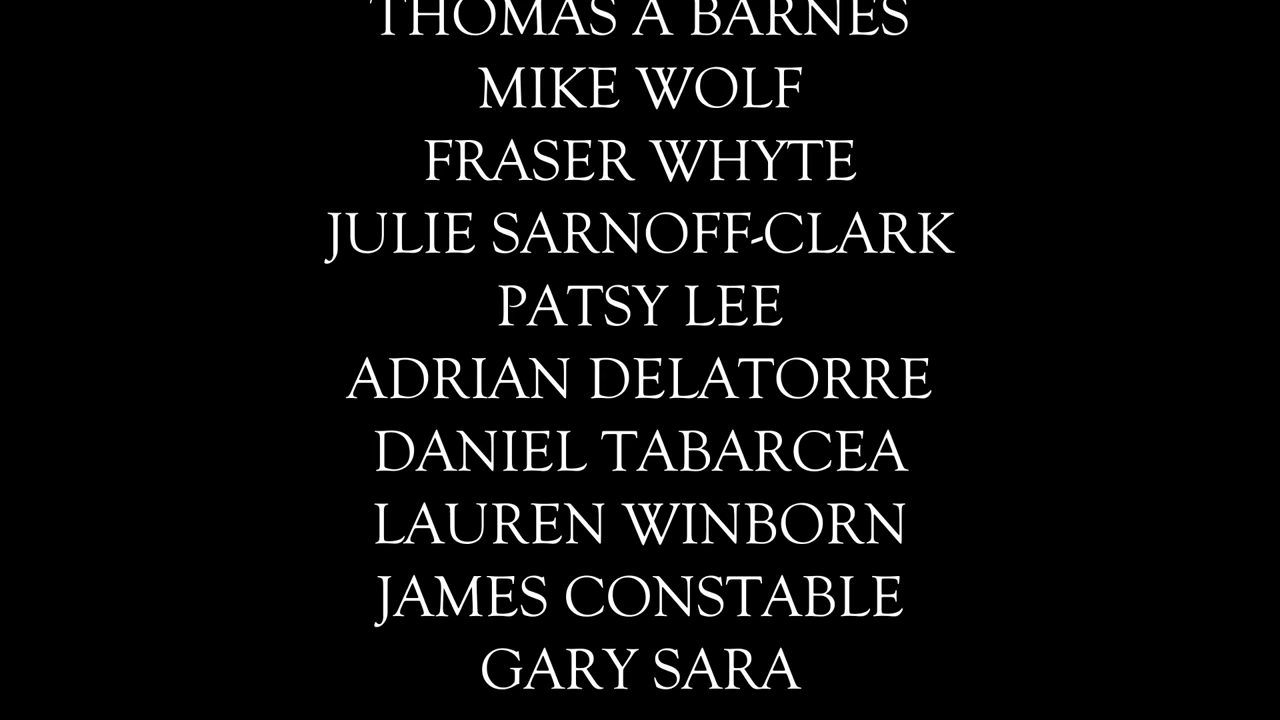 THOMAS A BARNES
MIKE WOLF
FRASER WHYTE
JULIE SARNOFF-CLARK
PATSY LEE
ADRIAN DELATORRE
DANIEL TABARCEA
LAUREN WINBORN
JAMES CONSTABLE
GARY SARA